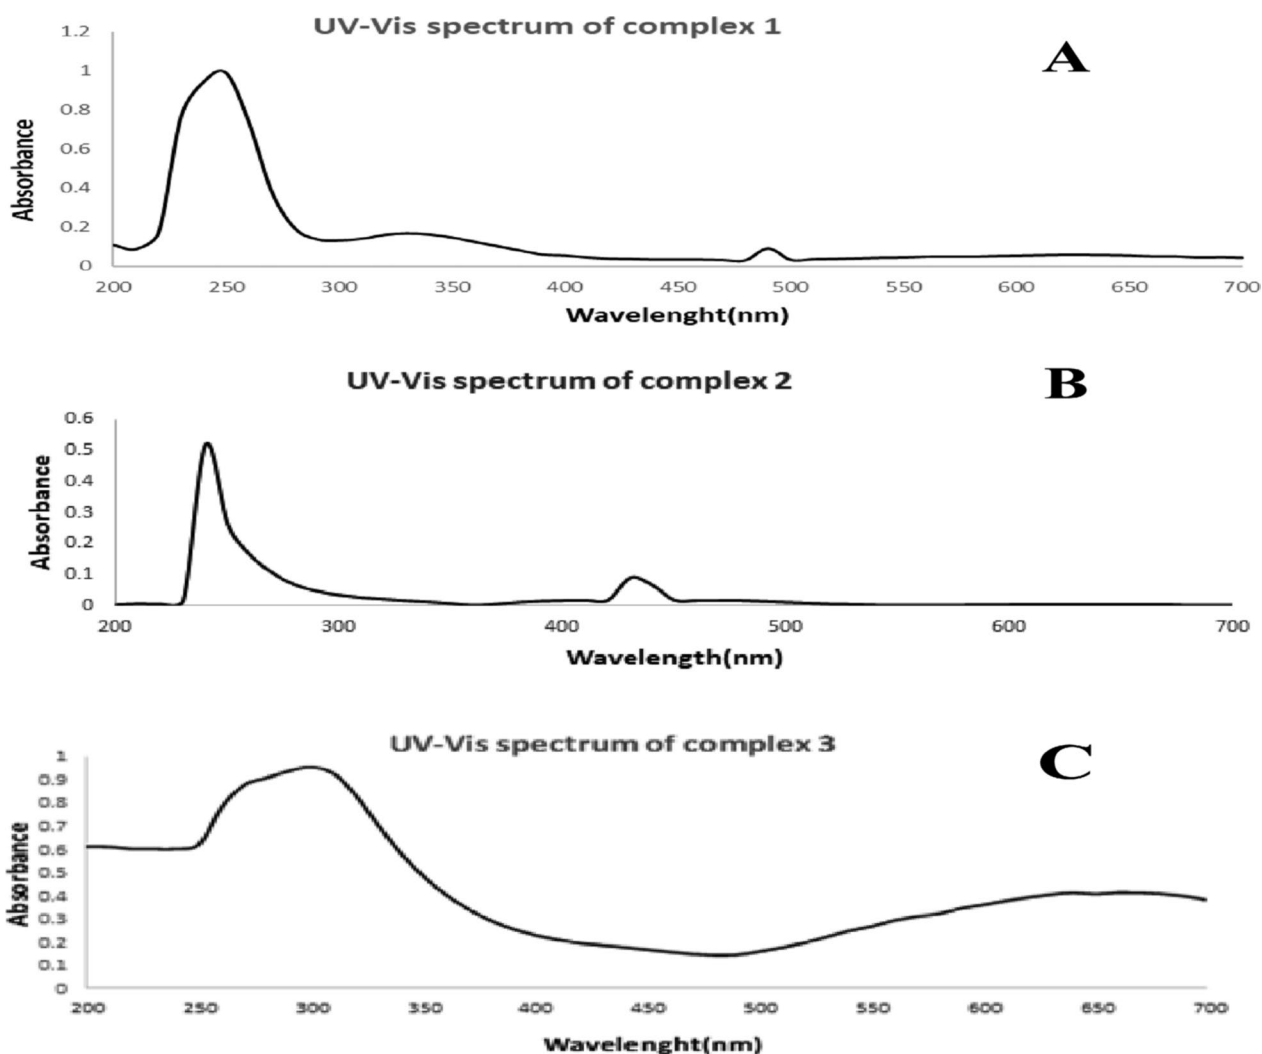 UV-Vis spectrum of complex 1
A
1.2
1
0.8
0.6
0.4
0.2
0
Absorbance
200 250 300 350 400 450 500 550 600 650 700
Wavelenght(nm)
UV-Vis spectrum of complex 2
B
0.6
0.5
0.4
0.3
0.2
0.1
0
Absorbance
200 300 400 500 600 700
Wavelength(nm)
UV-Vis spectrum of complex 3
C
1
0.9
0.8
0.7
0.6
0.5
0.4
0.3
0.2
0.1
0
Absorbance
200 250 300 350 400 450 500 550 600 650 700
Wavelenght(nm)